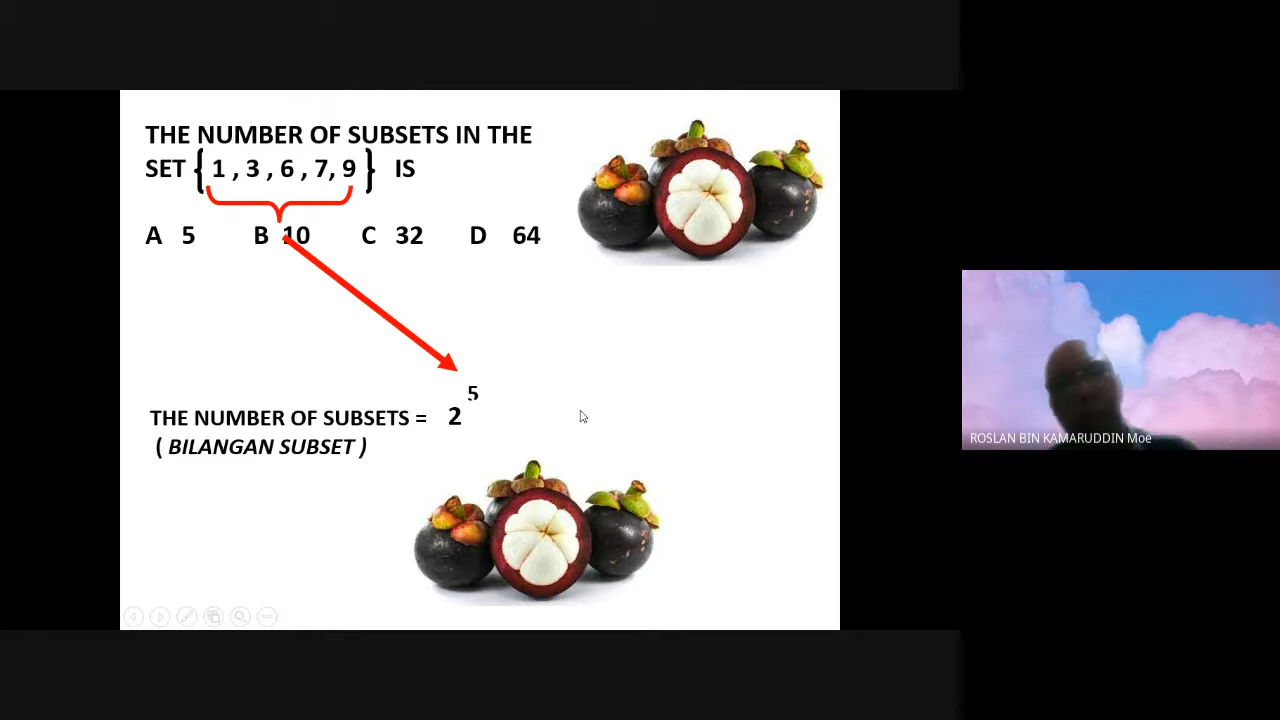 THE NUMBER OF SUBSETS IN THE
SET { 1 , 3 , 6 , 7, 9 } IS
A 5 B 10 C 32 D 64
5
THE NUMBER OF SUBSETS = 2
( BILANGAN SUBSET )
ROSLAN BIN KAMARUDDIN Moe